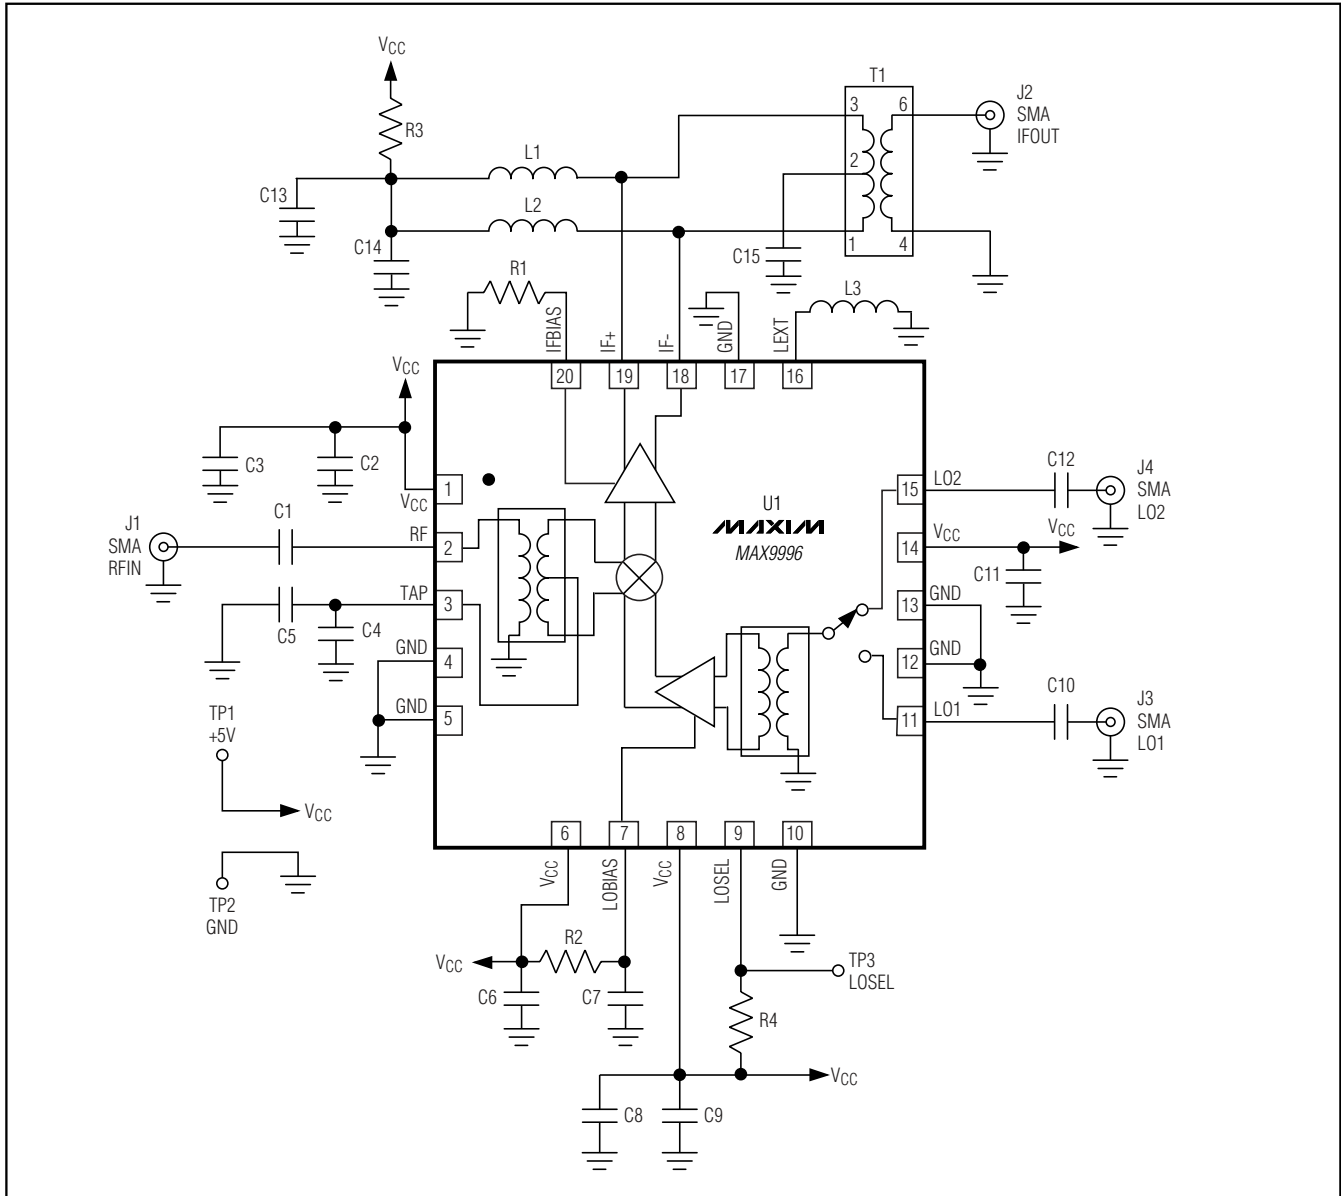 VCC
R3
C13
C14
L1
L2
T1
3
2
1
6
4
J2
SMA
IFOUT
C15
R1
L3
IFBIAS
IF+
IF-
GND
LEXT
20
19
18
17
16
VCC
C3
C2
1
VCC
J1
SMA
RFIN
C1
RF
2
C5
C4
TAP
3
GND
4
GND
5
U1
MAXIM
MAX9996
15
LO2
C12
J4
SMA
LO2
14
VCC
VCC
C11
13
GND
12
GND
11
LO1
C10
J3
SMA
LO1
TP1
+5V
VCC
TP2
GND
6
7
8
9
10
VCC
LOBIAS
VCC
LOSEL
GND
VCC
R2
C6
C7
TP3
LOSEL
R4
VCC
C8
C9